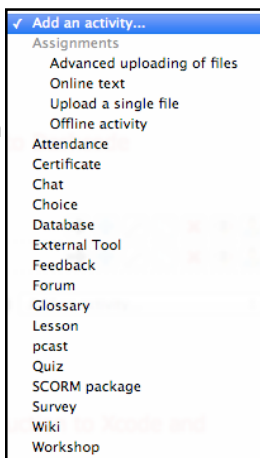 ✓ Add an activity...
Assignments
Advanced uploading of files
Online text
Upload a single file
Offline activity
Attendance
Certificate
Chat
Choice
Database
External Tool
Feedback
Forum
Glossary
Lesson
pcast
Quiz
SCORM package
Survey
Wiki
Workshop